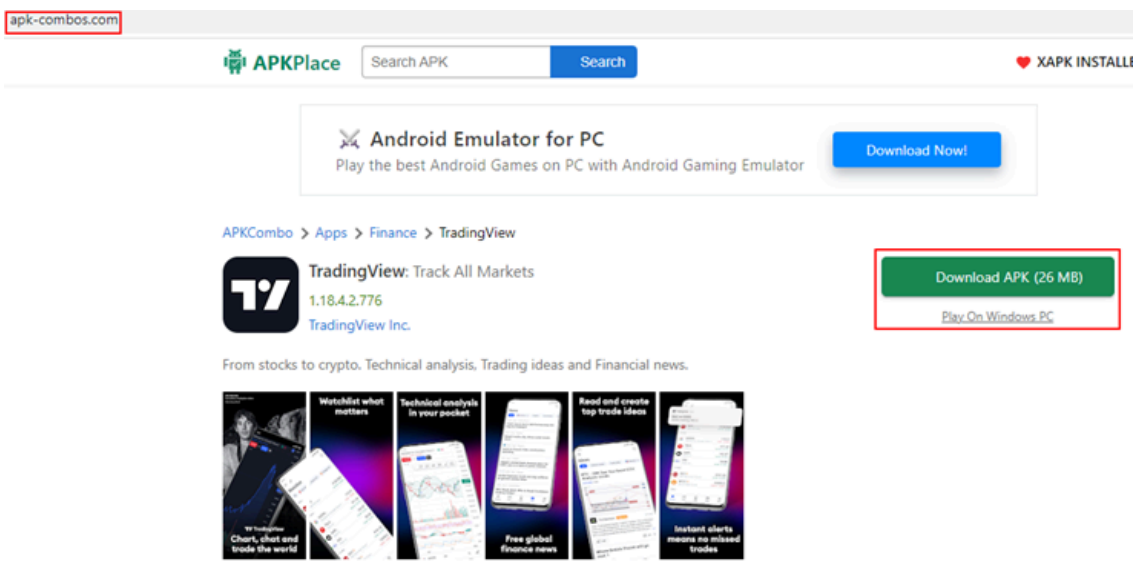 apk-combos.com
APKPlace
Search APK
Search
XAPK INSTALLE
Android Emulator for PC
Play the best Android Games on PC with Android Gaming Emulator
Download Now!
APKCombo > Apps > Finance > TradingView
TradingView: Track All Markets
1.18.4.2.776
TradingView Inc.
Download APK (26 MB)
Play On Windows PC
From stocks to crypto. Technical analysis, Trading ideas and Financial news.
Watchlist what
matters
Technical analysis
in your pocket
Read and create
top trade ideas
TradingView
Chart, chat and
trade the world
Free global
finance news
Instant alerts
means no missed
trades